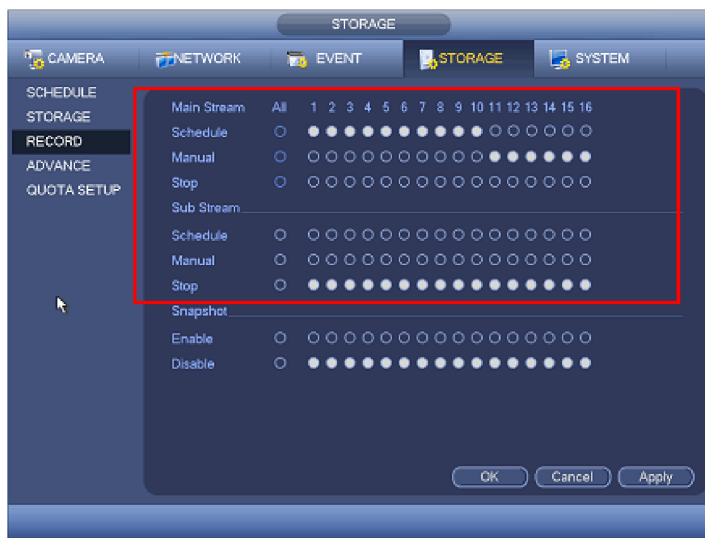 STORAGE
CAMERA NETWORK EVENT STORAGE SYSTEM
SCHEDULE
STORAGE
RECORD
ADVANCE
QUOTA SETUP
Main Stream All 1 2 3 4 5 6 7 8 9 10 11 12 13 14 15 16
Schedule
Manual
Stop
Sub Stream
Schedule
Manual
Stop
Snapshot
Enable
Disable
OK Cancel Apply